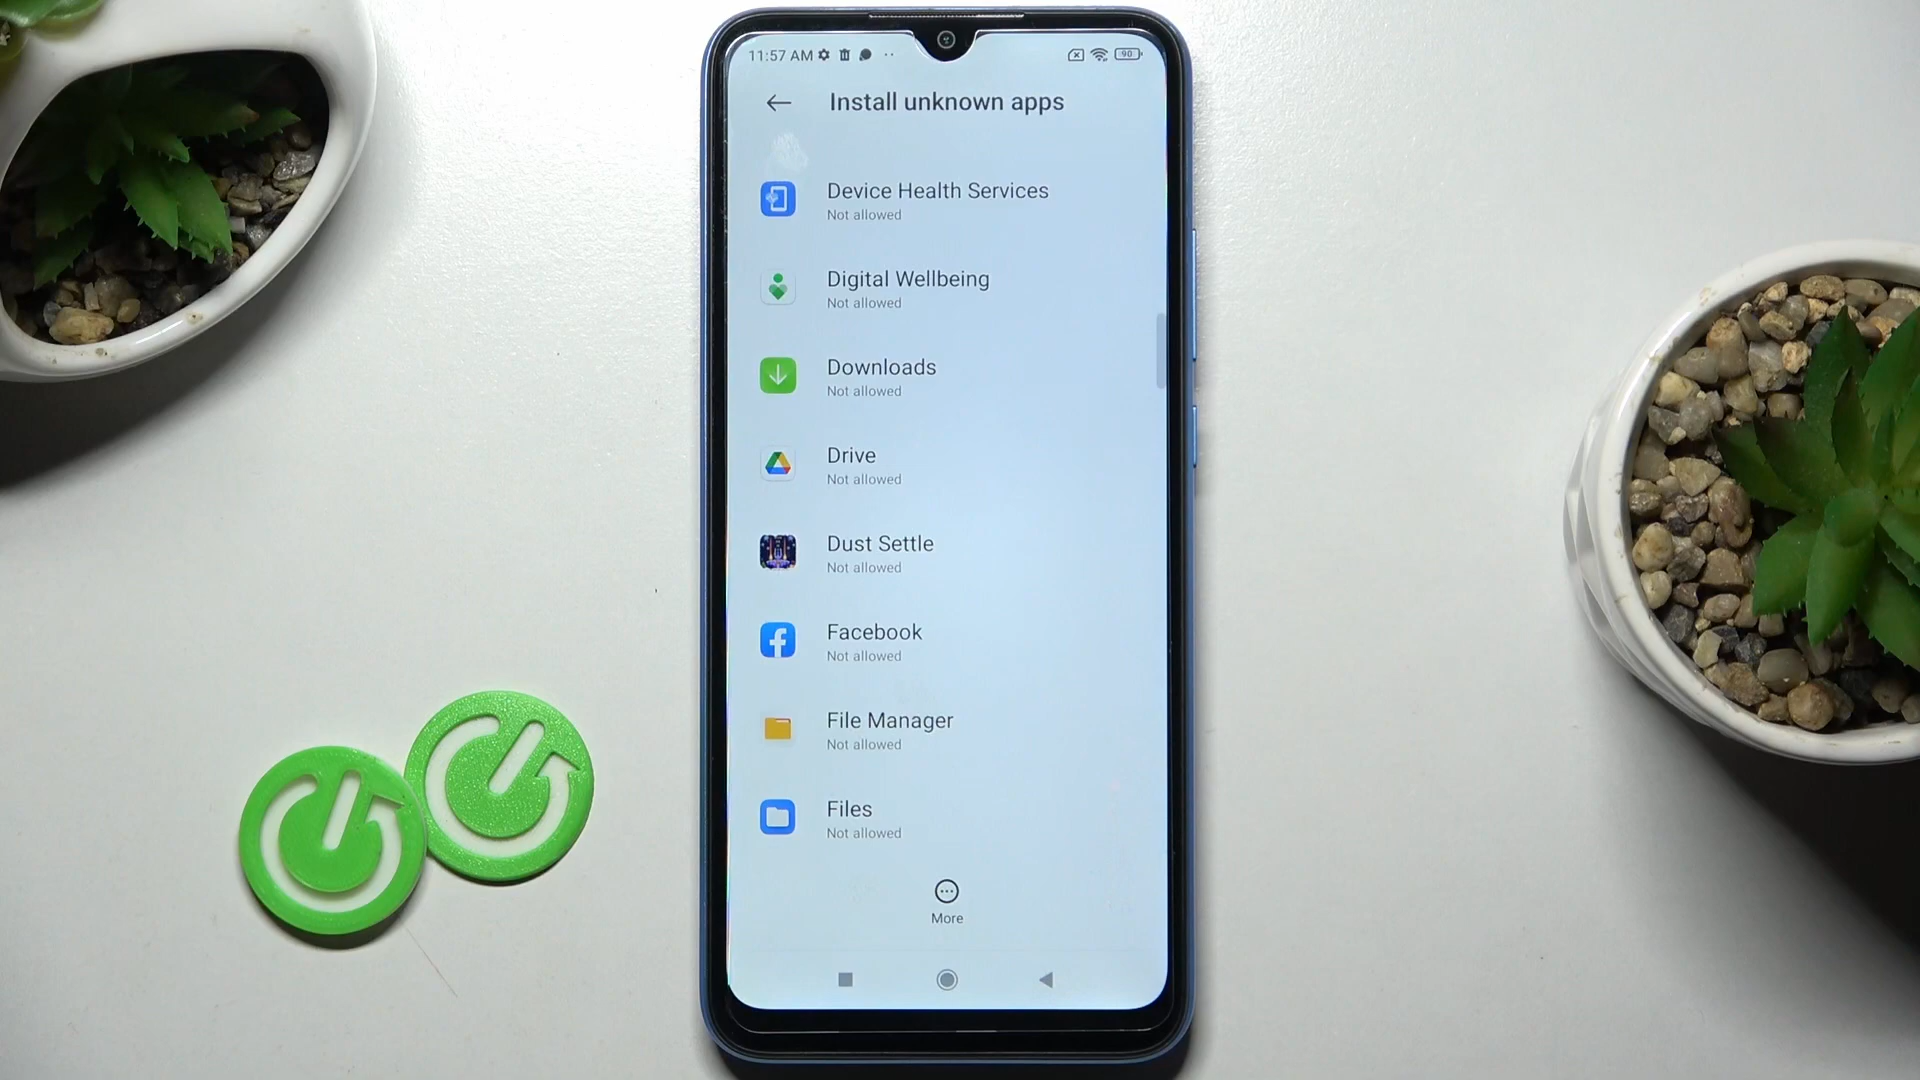 11:57 AM
90
Install unknown apps
Device Health Services
Not allowed
Digital Wellbeing
Not allowed
Downloads
Not allowed
Drive
Not allowed
Dust Settle
Not allowed
Facebook
Not allowed
File Manager
Not allowed
Files
Not allowed
More